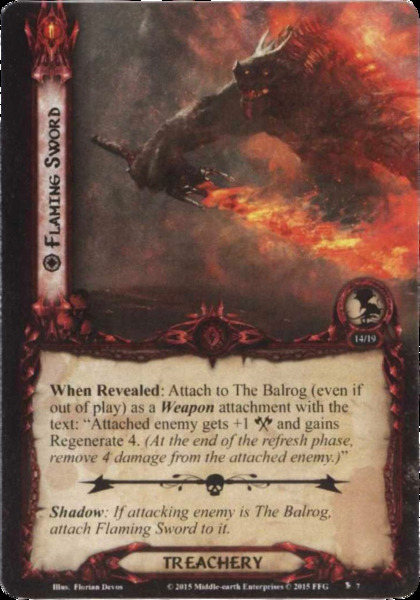 FLAMING SWORD
14/19
When Revealed: Attach to The Balrog (even if
out of play) as a Weapon attachment with the
text: “Attached enemy gets +1 and gains
Regenerate 4. (At the end of the refresh phase,
remove 4 damage from the attached enemy.)”
Shadow: If attacking enemy is The Balrog,
attach Flaming Sword to it.
TREACHERY
Illus. Florian Devos © 2015 Middle-earth Enterprises © 2015 FFG 7